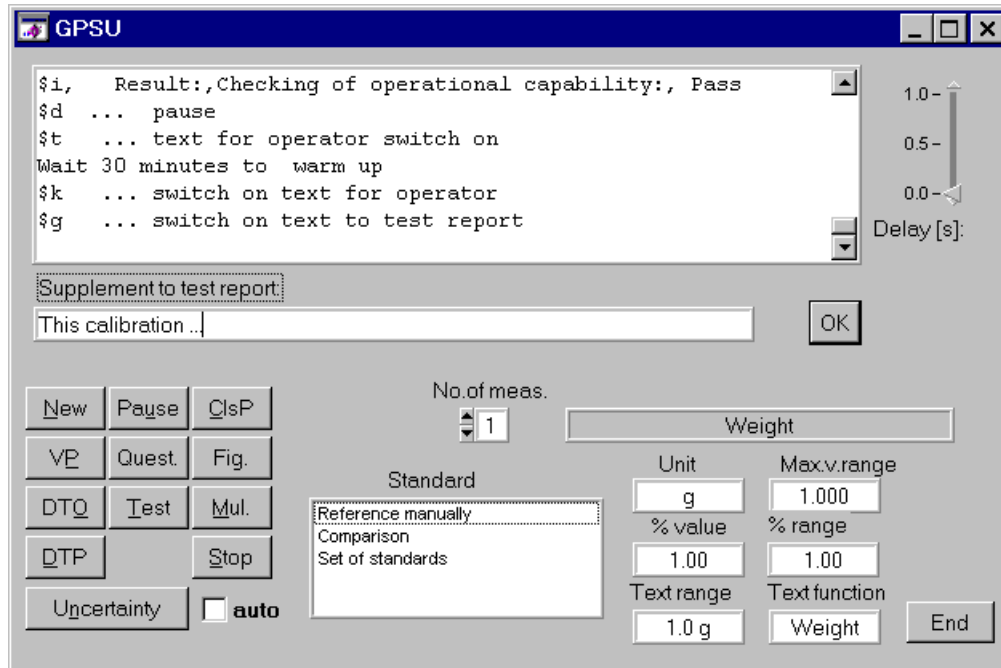 GPSU
$i,   Result:,Checking of operational capability:, Pass
$d  ...  pause
$t   ... text for operator switch on
Wait 30 minutes to  warm up
$k   ... switch on text for operator
$g   ... switch on text to test report
1.0
0.5
0.0
Delay [s]:
Supplement to test report:
This calibration ...
OK
New Pause ClsP
VP Quest. Fig.
DTO Test Mul.
DTP Stop
Uncertainty auto
No.of meas.
1
Weight
Standard
Reference manually
Comparison
Set of standards
Unit Max.v.range
g 1.000
% value % range
1.00 1.00
Text range Text function
1.0 g Weight
End